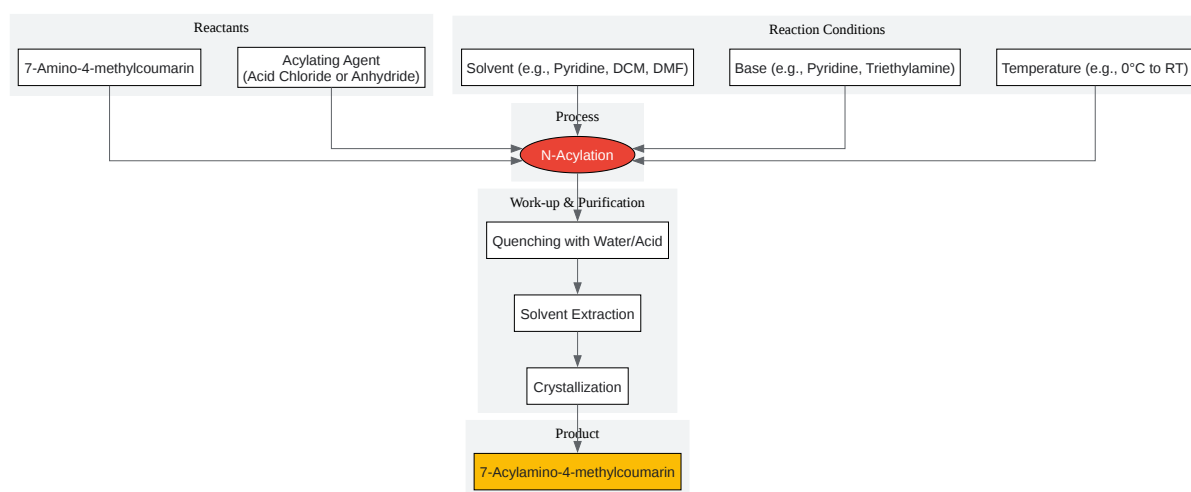 Reactants
7-Amino-4-methylcoumarin
Acylating Agent
(Acid Chloride or Anhydride)
Reaction Conditions
Solvent (e.g., Pyridine, DCM, DMF)
Base (e.g., Pyridine, Triethylamine)
Temperature (e.g., 0°C to RT)
Process
N-Acylation
Work-up & Purification
Quenching with Water/Acid
Solvent Extraction
Crystallization
Product
7-Acylamino-4-methylcoumarin